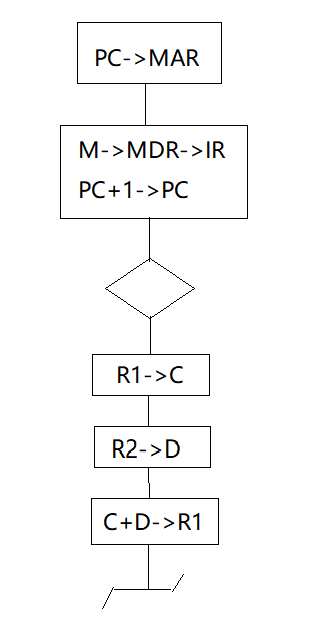 PC->MAR
M->MDR->IR
PC+1->PC
R1->C
R2->D
C+D->R1